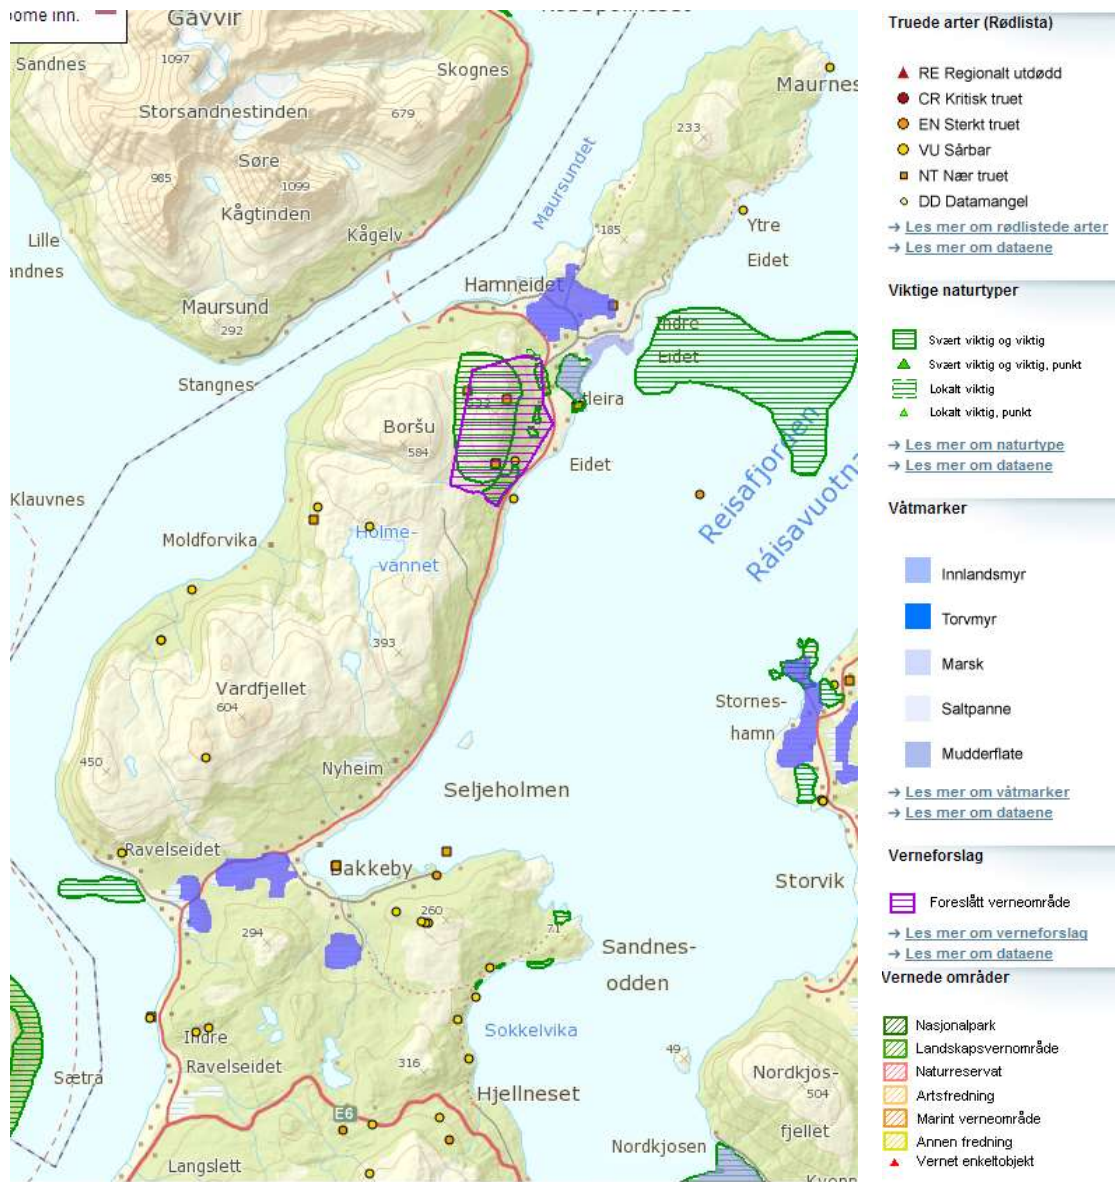 ome inn.
Gávvir
Sandnes
1097
Skognes
Maurnes
Storsandnestinden
679
233
Søre
985
1099
Kågtinden
Maursundet
Lille
Kågelv
185
Ytre
Eidet
Hamneidet
Maursund
292
Indre
Eidet
Stangnes
tleira
Boršu
584
Eidet
Reisafjorden
Ráisavuotna
Klauvnes
Moldforvika
Holme-
vannet
393
Vardfjellet
604
Stornes-
hamn
450
Nyheim
Seljeholmen
Ravelseidet
Bakkeby
Storvik
260
294
71
Sandnes-
odden
Indre
Ravelseidet
Sokkelvika
Sætra
316
49
Nordkjos-
504
fjellet
Hjellneset
E6
Nordkjosen
Langslett
Truede arter (Rødlista)
RE Regionalt utdødd
CR Kritisk truet
EN Sterkt truet
VU Sårbar
NT Nær truet
DD Datamangel
→ Les mer om rødlistede arter
→ Les mer om dataene
Viktige naturtyper
Svært viktig og viktig
Svært viktig og viktig, punkt
Lokalt viktig
Lokalt viktig, punkt
→ Les mer om naturtype
→ Les mer om dataene
Våtmarker
Innlandsmyr
Torvmyr
Marsk
Saltpanne
Mudderflate
→ Les mer om våtmarker
→ Les mer om dataene
Verneforslag
Foreslått verneområde
→ Les mer om verneforslag
→ Les mer om dataene
Vernede områder
Nasjonalpark
Landskapsvernområde
Naturreservat
Artsfredning
Marint verneområde
Annen fredning
Vernet enkeltobjekt